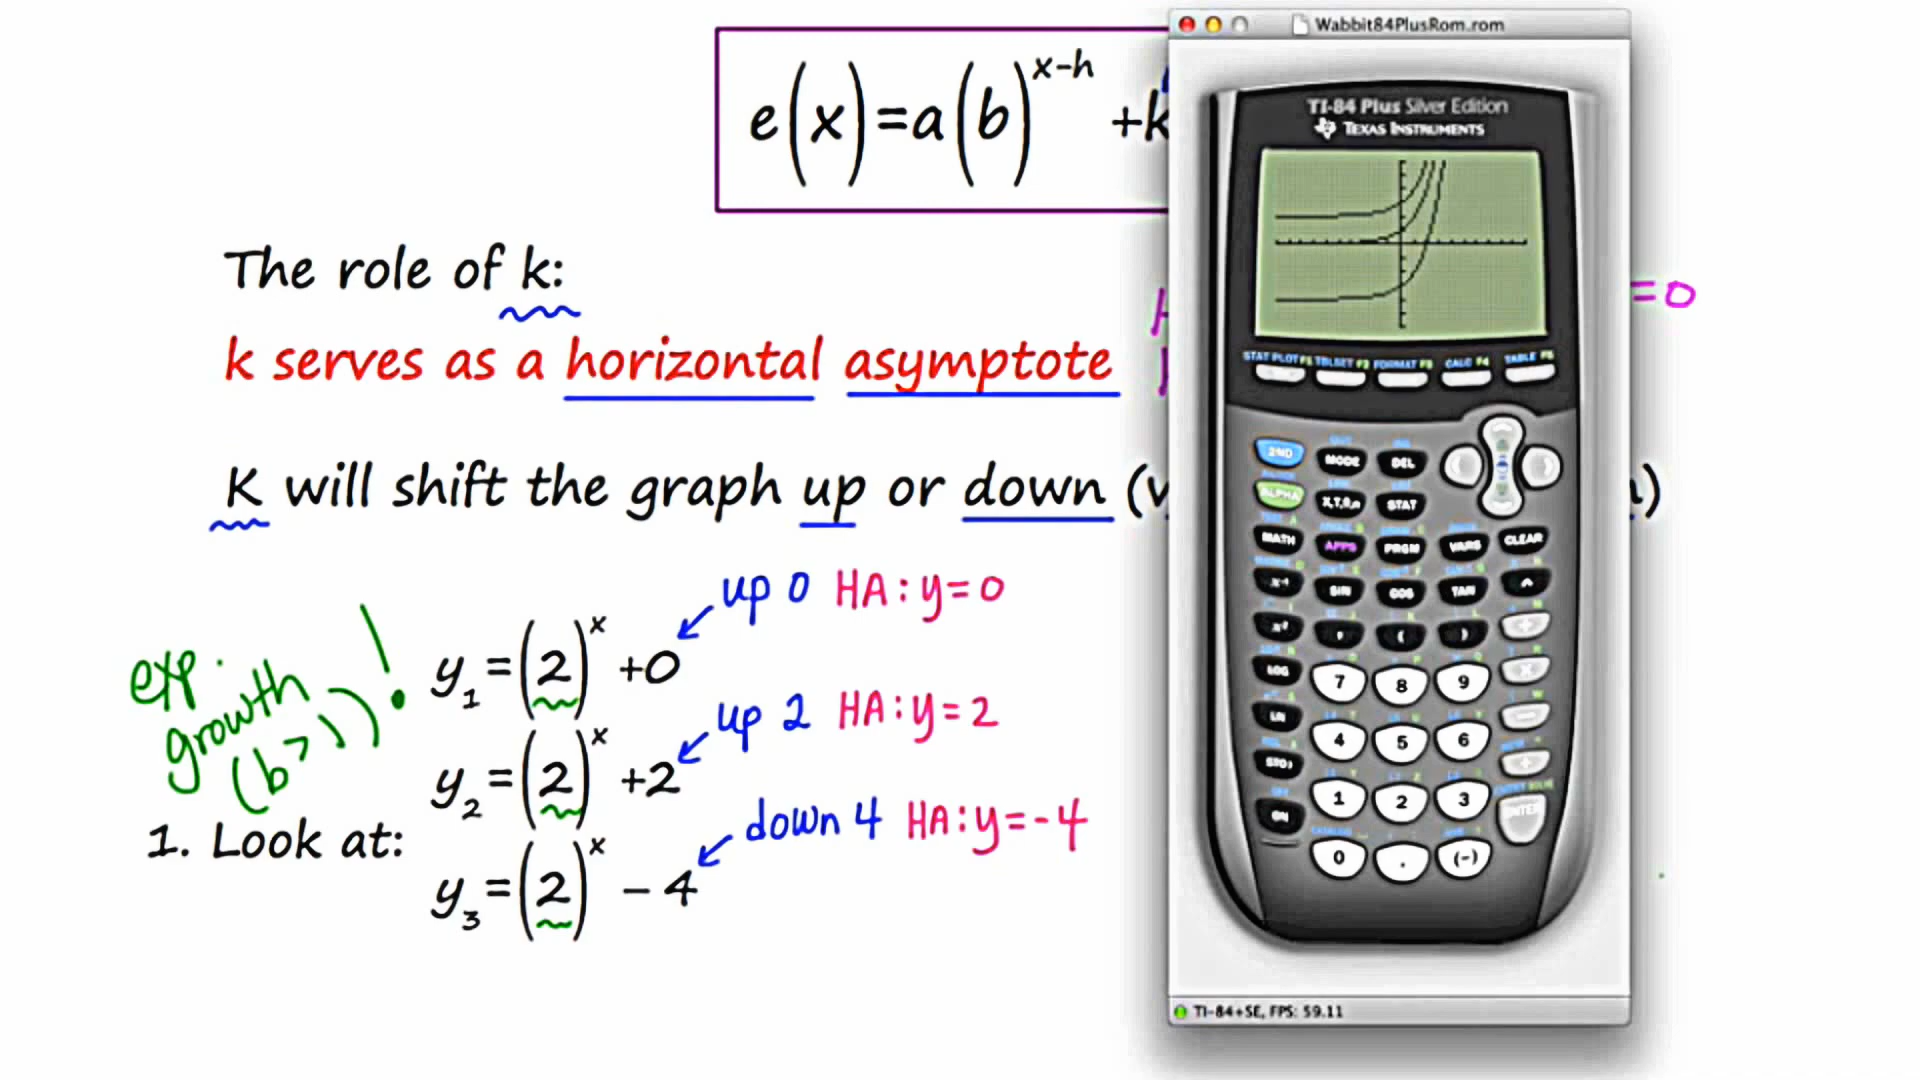 Wabbit84PlusRom.rom
e(x)=a(b)^x-h +k
TI-84 Plus Silver Edition
TEXAS INSTRUMENTS
The role of k:
=0
k serves as a horizontal asymptote
STAT PLOT F1 TBLSET F2 FORMAT F3 CALC F4 TABLE F5
K will shift the graph up or down (v )
2ND MODE DEL
ALPHA X,T,θ,n STAT
MATH APPS PRGM VARS CLEAR
x⁻¹ SIN COS TAN ^
x² , ( )
LOG 7 8 9 ×
LN 4 5 6 −
STO› 1 2 3 +
ON 0 . (-) ENTER
exp. growth (b>1)!
y₁ =(2)^x +0 up 0 HA: y=0
y₂ =(2)^x +2 up 2 HA: y=2
1. Look at:
y₃ =(2)^x – 4 down 4 HA: y=-4
TI-84+SE, FPS: 59.11